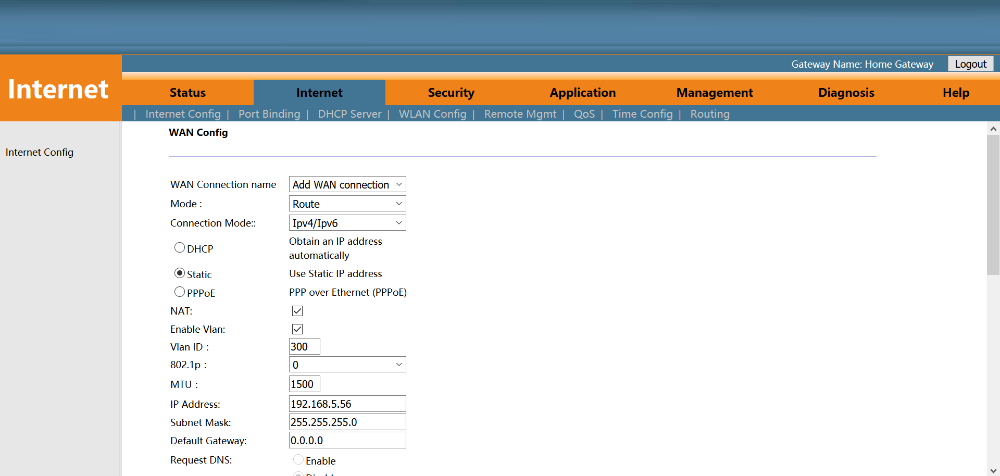 Gateway Name: Home Gateway Logout
Internet
Status Internet Security Application Management Diagnosis Help
| Internet Config | Port Binding | DHCP Server | WLAN Config | Remote Mgmt | QoS | Time Config | Routing
WAN Config
Internet Config
WAN Connection name Add WAN connection
Mode : Route
Connection Mode:: Ipv4/Ipv6
DHCP Obtain an IP address
automatically
Static Use Static IP address
PPPoE PPP over Ethernet (PPPoE)
NAT:
Enable Vlan:
Vlan ID : 300
802.1p : 0
MTU : 1500
IP Address: 192.168.5.56
Subnet Mask: 255.255.255.0
Default Gateway: 0.0.0.0
Request DNS: Enable